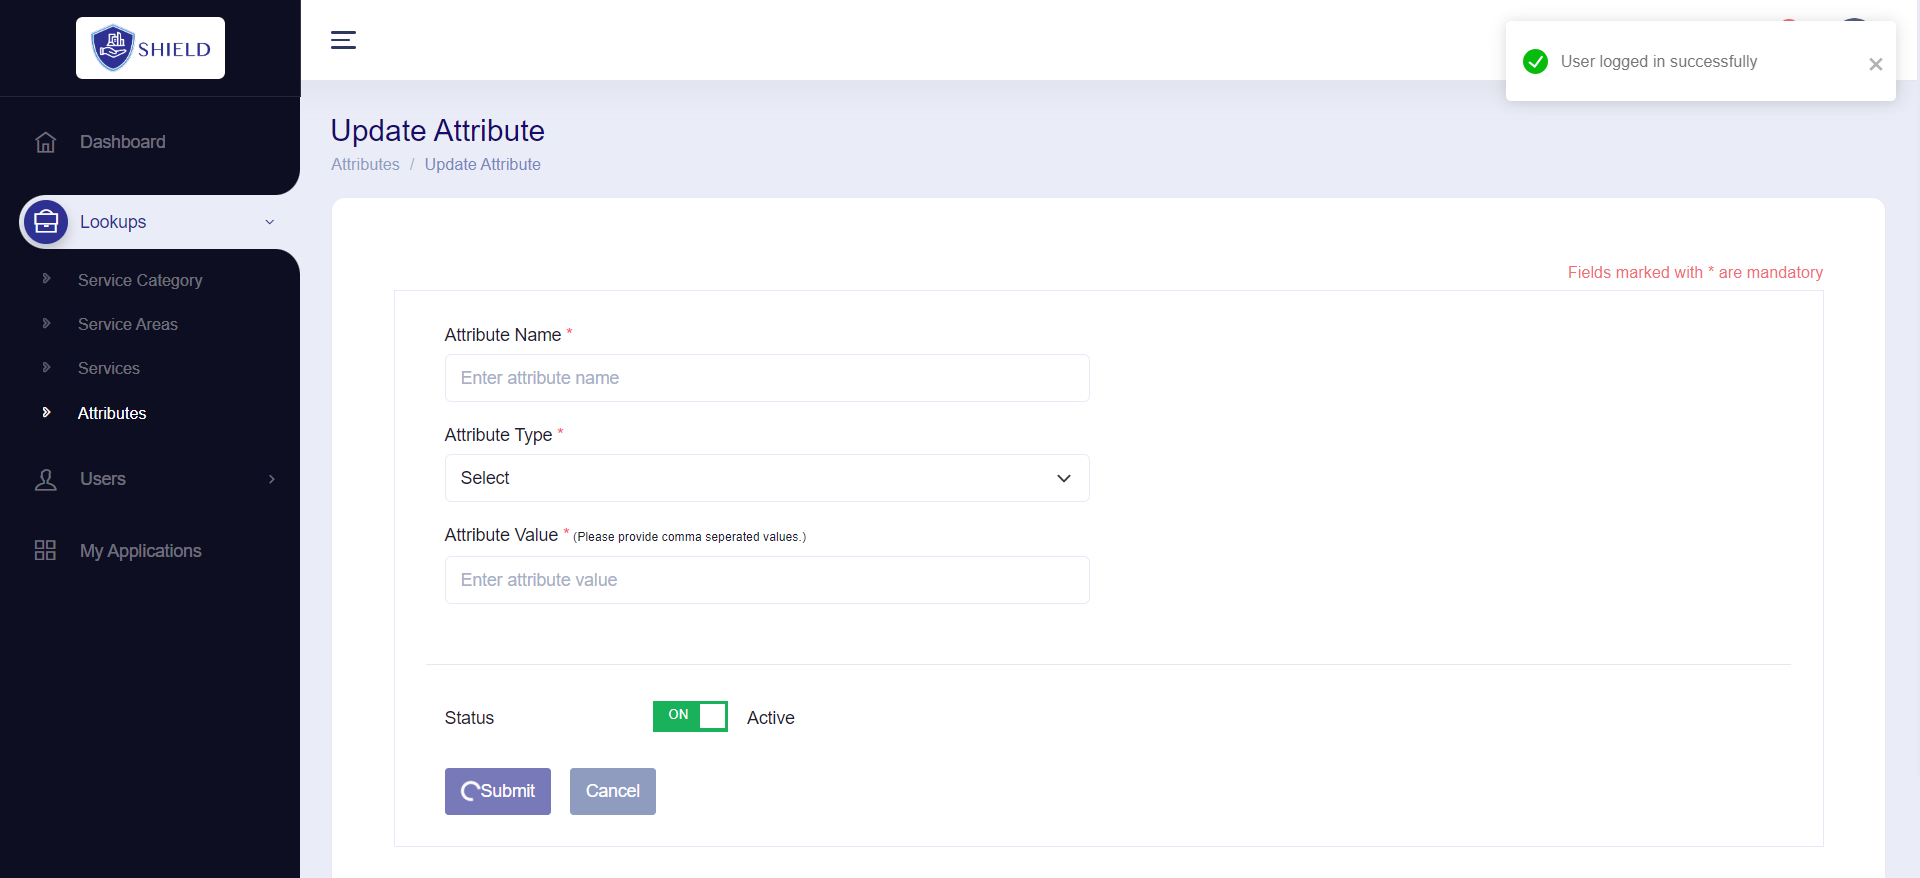 SHIELD
User logged in successfully
Dashboard
Lookups
Service Category
Service Areas
Services
Attributes
Users
My Applications
Update Attribute
Attributes / Update Attribute
Fields marked with * are mandatory
Attribute Name *
Enter attribute name
Attribute Type *
Select
Attribute Value * (Please provide comma seperated values.)
Enter attribute value
Status ON Active
Submit Cancel